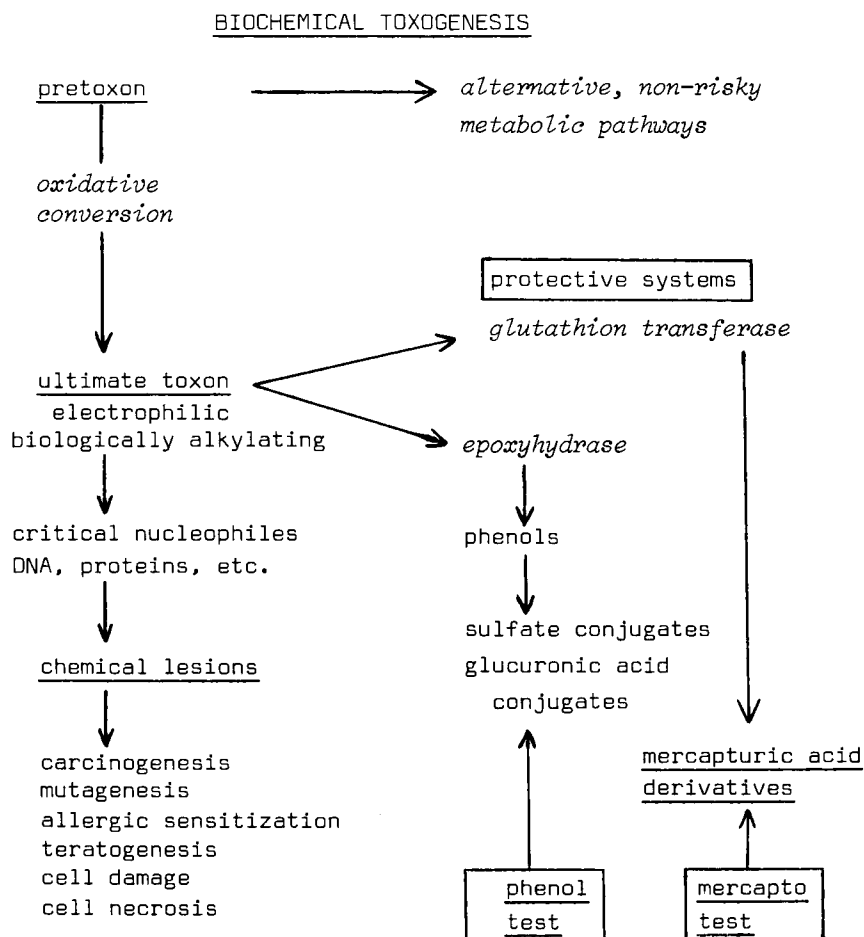 BIOCHEMICAL TOXOGENESIS
pretoxon
alternative, non-risky
metabolic pathways
oxidative
conversion
protective systems
glutathion transferase
ultimate toxon
electrophilic
biologically alkylating
epoxyhydrase
critical nucleophiles
DNA, proteins, etc.
phenols
sulfate conjugates
glucuronic acid
conjugates
chemical lesions
carcinogenesis
mutagenesis
allergic sensitization
teratogenesis
cell damage
cell necrosis
mercapturic acid
derivatives
phenol
test
mercapto
test